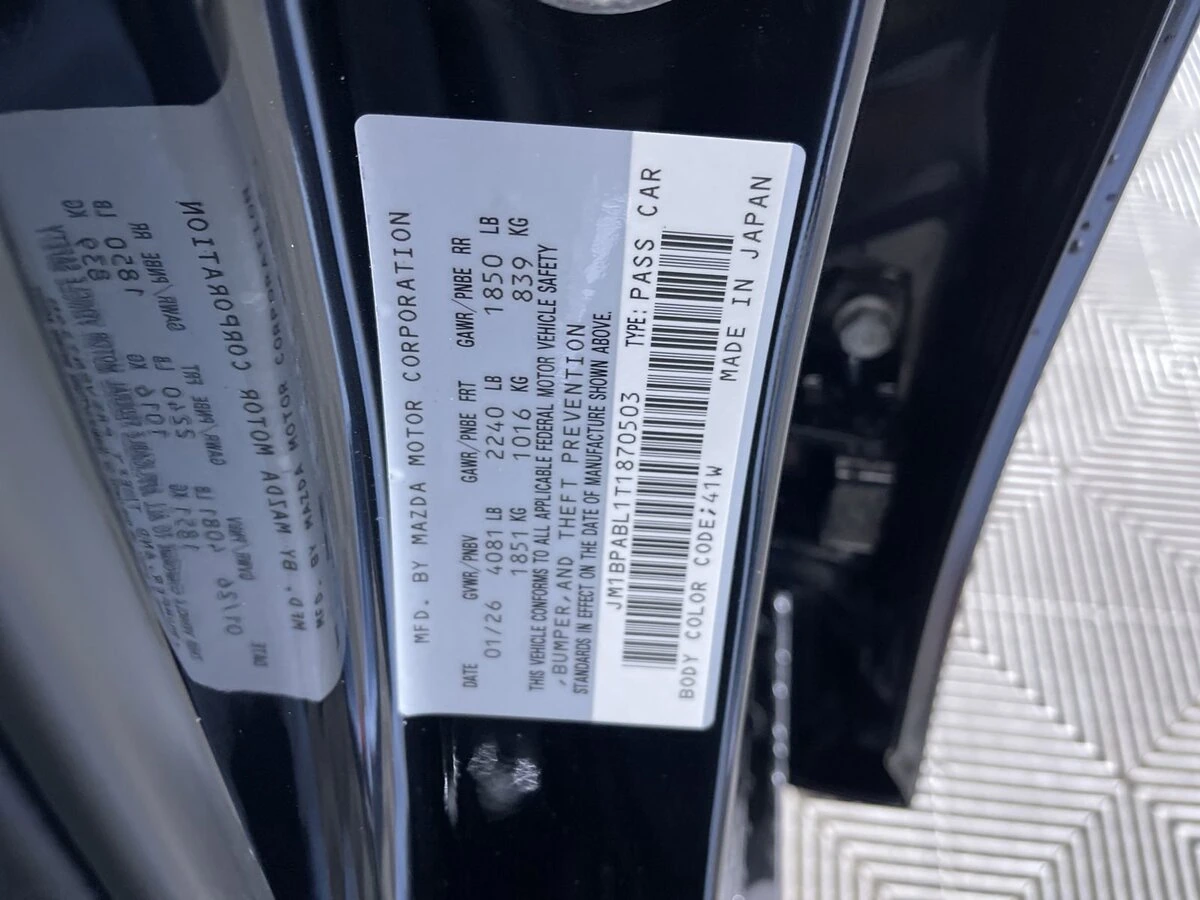 MFD. BY MAZDA MOTOR CORPORATION
DATE GVWR/PNBV GAWR/PNBE FRT GAWR/PNBE RR
01/26 4081 LB 2240 LB 1850 LB
1851 KG 1016 KG 839 KG
THIS VEHICLE CONFORMS TO ALL APPLICABLE FEDERAL MOTOR VEHICLE SAFETY
,BUMPER,AND THEFT PREVENTION
STANDARDS IN EFFECT ON THE DATE OF MANUFACTURE SHOWN ABOVE.
JM1BPABL1T1870503 TYPE:PASS CAR
BODY COLOR CODE;41W MADE IN JAPAN